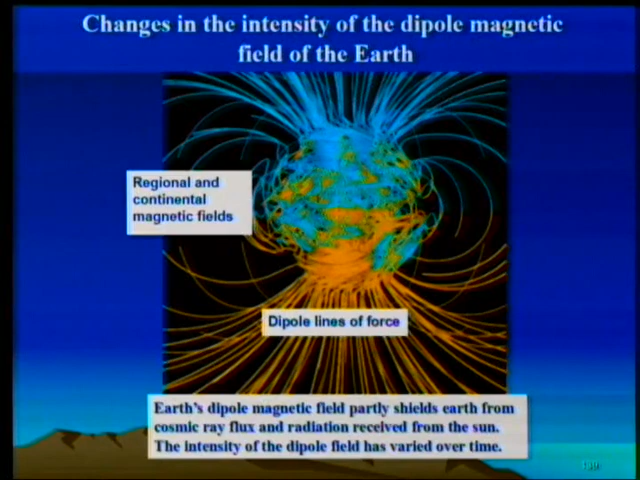 Changes in the intensity of the dipole magnetic
field of the Earth
Regional and
continental
magnetic fields
Dipole lines of force
Earth's dipole magnetic field partly shields earth from
cosmic ray flux and radiation received from the sun.
The intensity of the dipole field has varied over time.